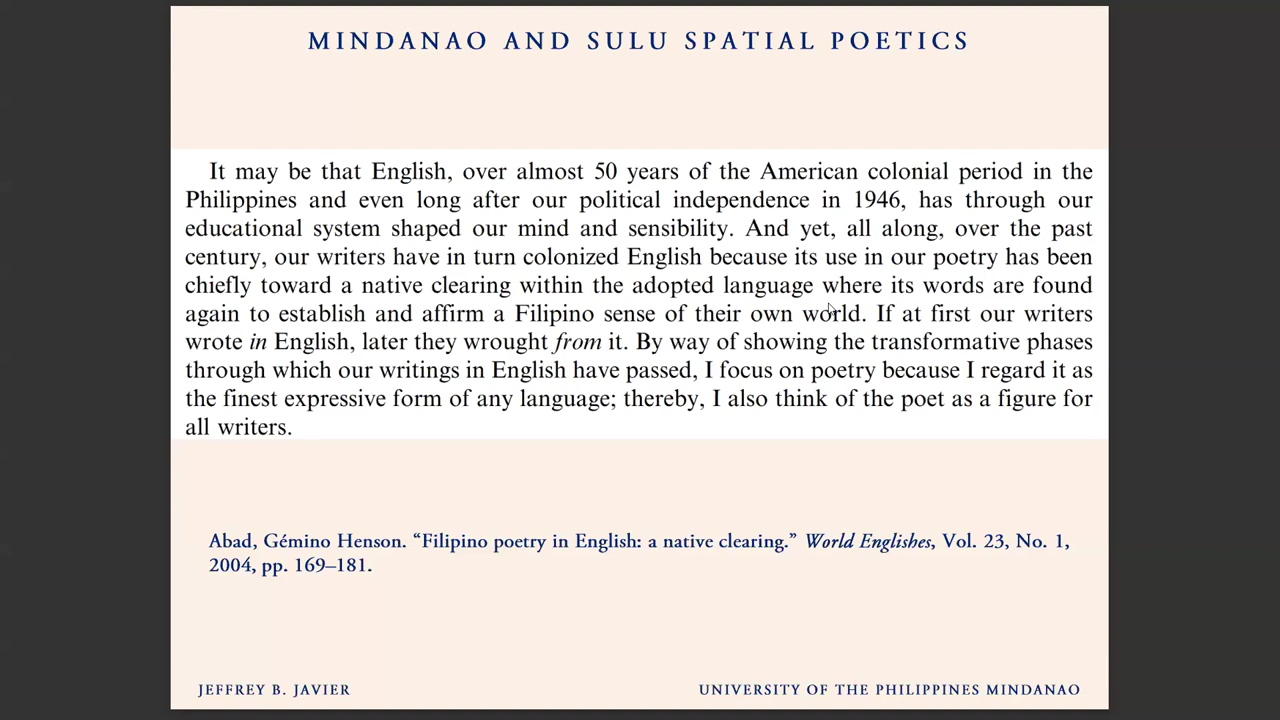 MINDANAO AND SULU SPATIAL POETICS
It may be that English, over almost 50 years of the American colonial period in the
Philippines and even long after our political independence in 1946, has through our
educational system shaped our mind and sensibility. And yet, all along, over the past
century, our writers have in turn colonized English because its use in our poetry has been
chiefly toward a native clearing within the adopted language where its words are found
again to establish and affirm a Filipino sense of their own world. If at first our writers
wrote in English, later they wrought from it. By way of showing the transformative phases
through which our writings in English have passed, I focus on poetry because I regard it as
the finest expressive form of any language; thereby, I also think of the poet as a figure for
all writers.
Abad, Gémino Henson. “Filipino poetry in English: a native clearing.” World Englishes, Vol. 23, No. 1,
2004, pp. 169–181.
JEFFREY B. JAVIER
UNIVERSITY OF THE PHILIPPINES MINDANAO